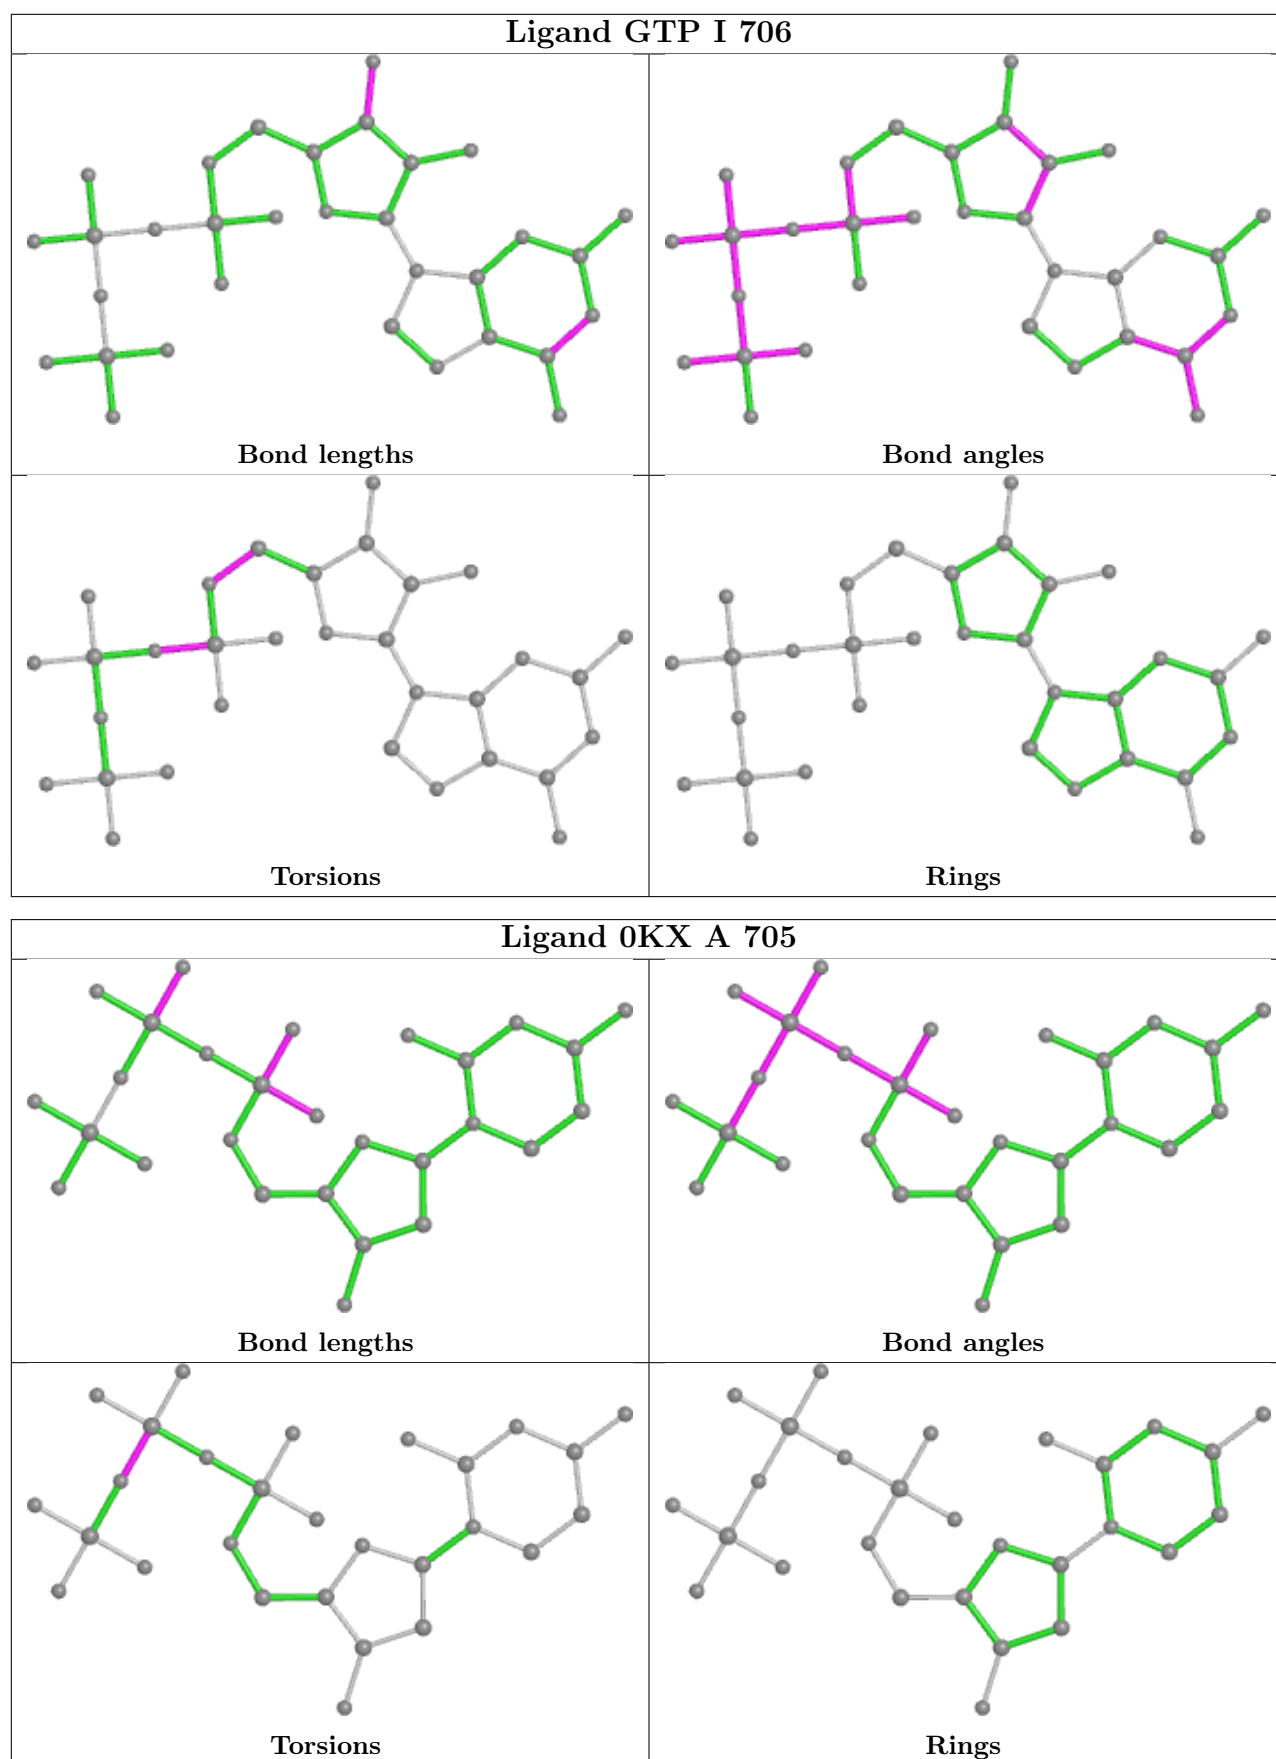 Ligand GTP I 706
Bond lengths
Bond angles
Torsions
Rings
Ligand 0KX A 705
Bond lengths
Bond angles
Torsions
Rings